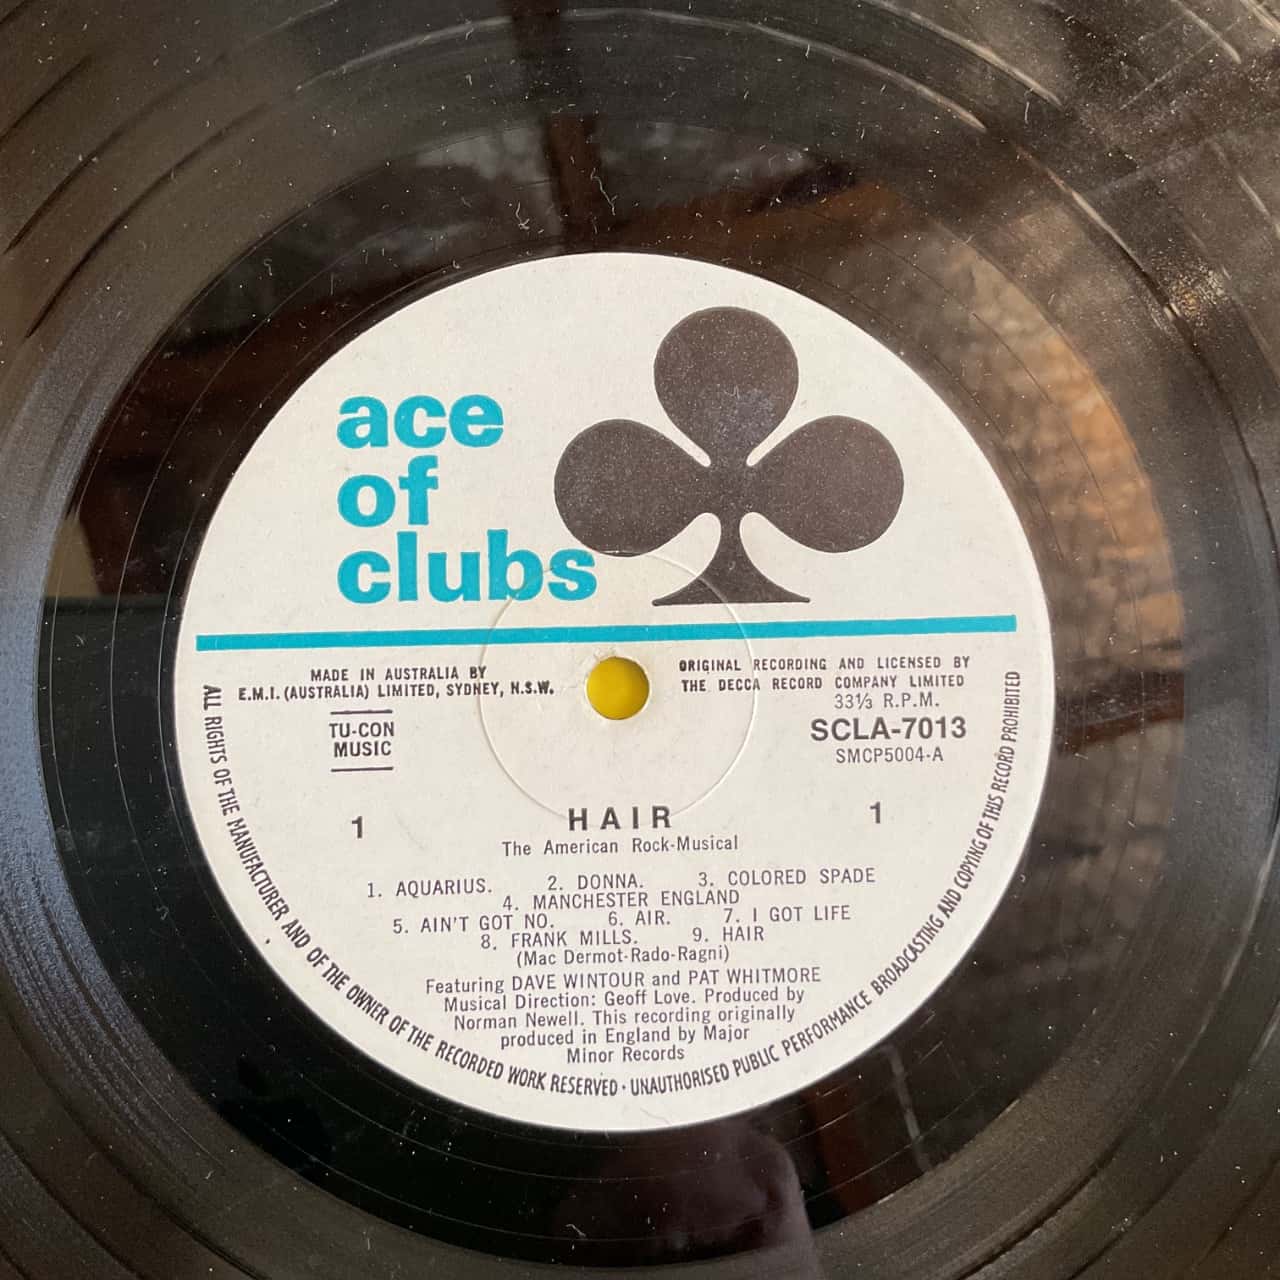 ace
of
clubs
MADE IN AUSTRALIA BY
E.M.I. (AUSTRALIA) LIMITED, SYDNEY, N.S.W.
ORIGINAL RECORDING AND LICENSED BY
THE DECCA RECORD COMPANY LIMITED
33⅓ R.P.M.
TU-CON
MUSIC
SCLA-7013
SMCP5004-A
1
HAIR
1
The American Rock-Musical
1. AQUARIUS. 2. DONNA. 3. COLORED SPADE
4. MANCHESTER ENGLAND
5. AIN'T GOT NO. 6. AIR. 7. I GOT LIFE
8. FRANK MILLS. 9. HAIR
(Mac Dermot-Rado-Ragni)
Featuring DAVE WINTOUR and PAT WHITMORE
Musical Direction: Geoff Love. Produced by
Norman Newell. This recording originally
produced in England by Major
Minor Records
ALL RIGHTS OF THE MANUFACTURER AND OF THE OWNER OF THE RECORDED WORK RESERVED · UNAUTHORISED PUBLIC PERFORMANCE BROADCASTING AND COPYING OF THIS RECORD PROHIBITED